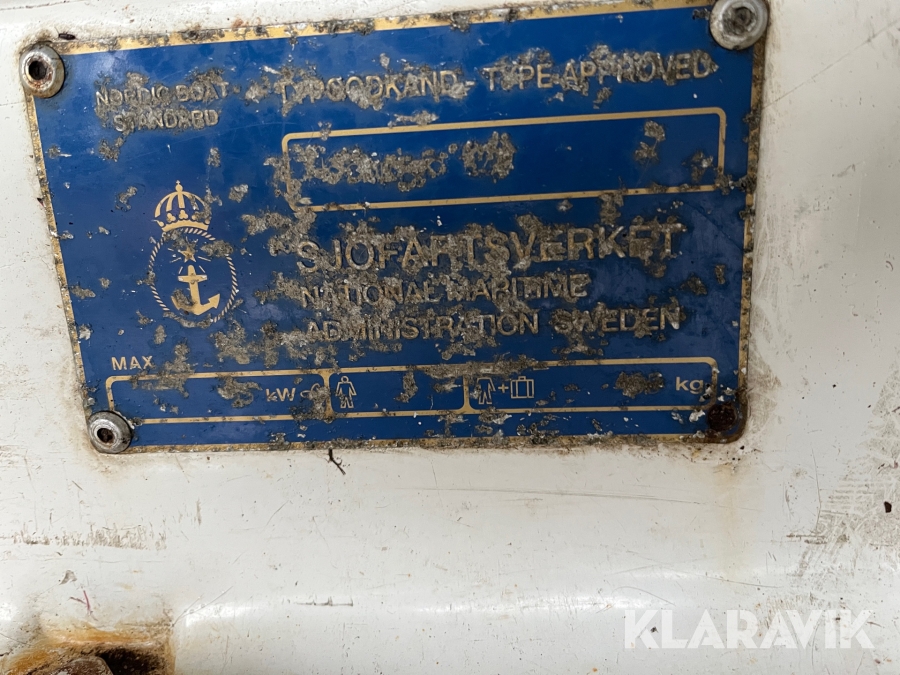 NORDIC BOAT - TYPGODKÄND - TYPE APPROVED
STANDARD
SJÖFARTSVERKET
NATIONAL MARITIME
ADMINISTRATION SWEDEN
MAX
kW + kg
KLARAVIK